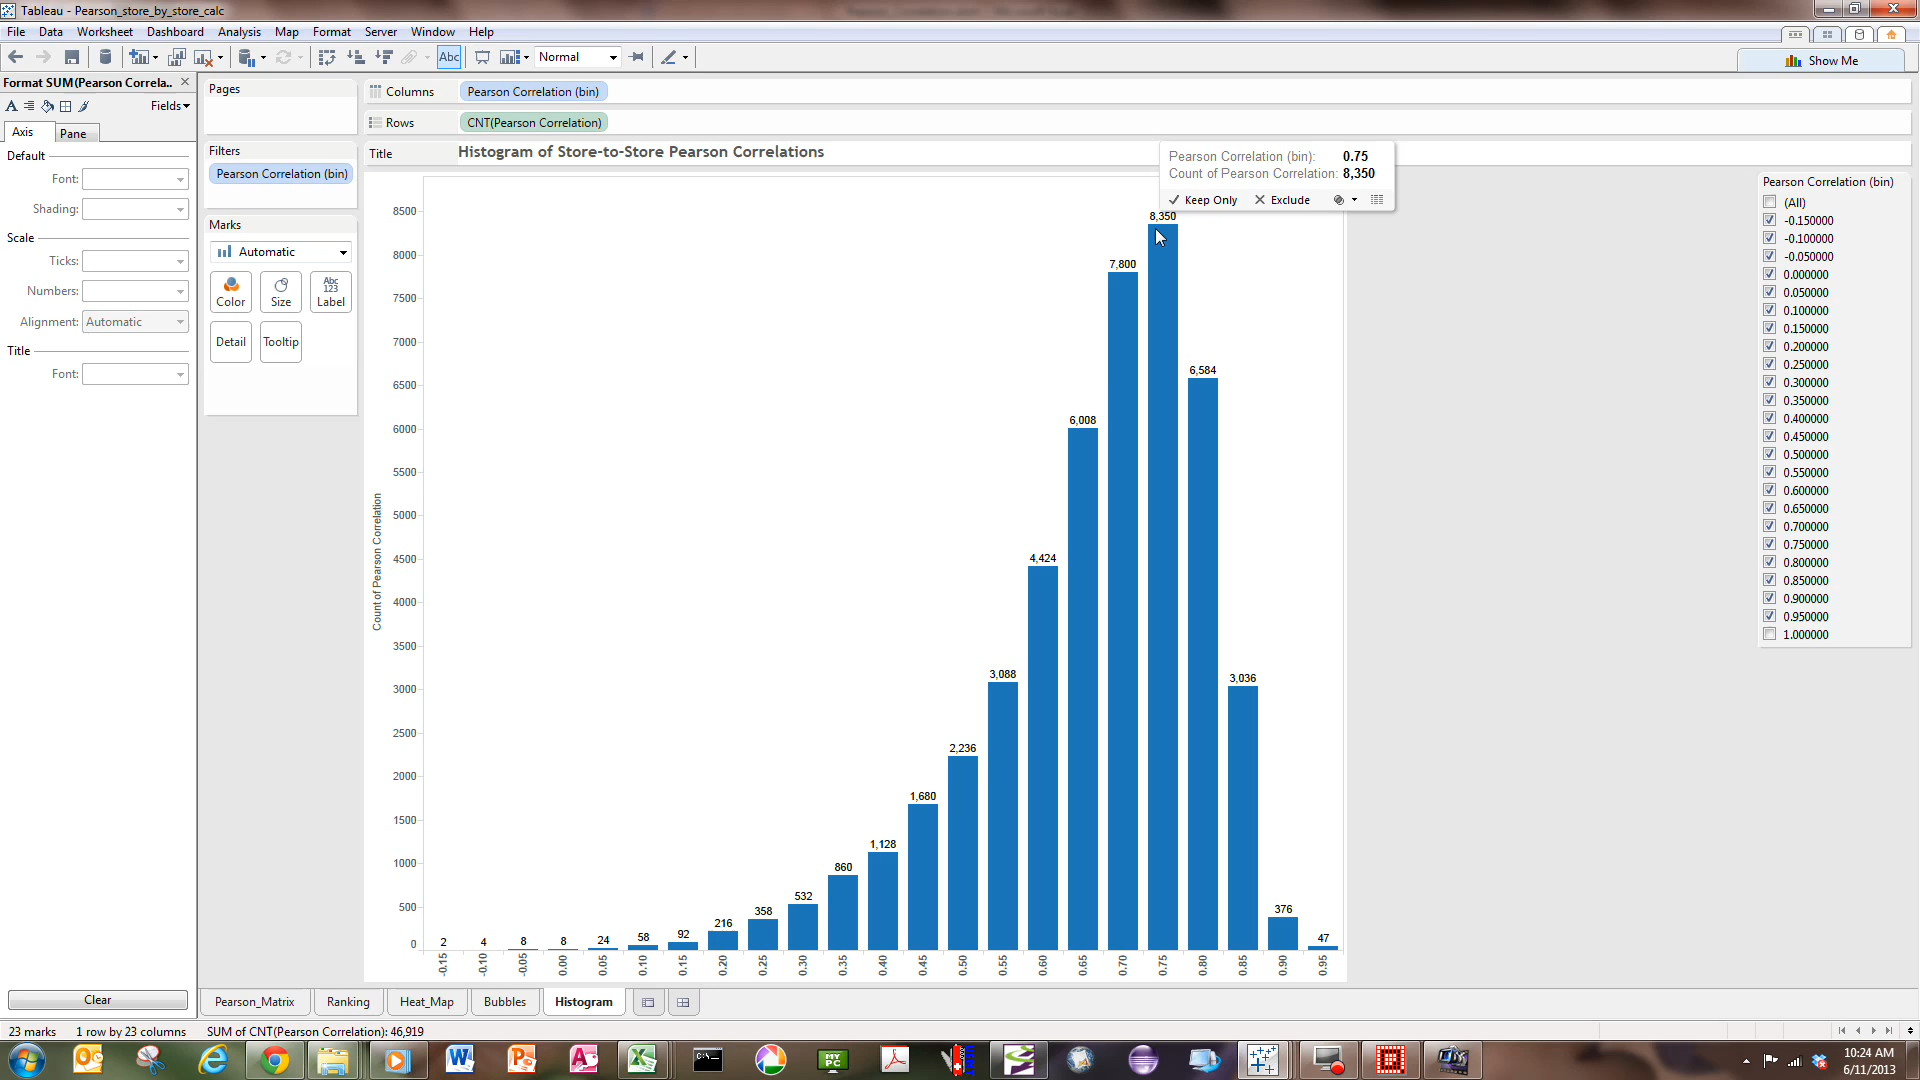 Tableau - Pearson_store_by_store_calc
File Data Worksheet Dashboard Analysis Map Format Server Window Help
Abc Normal
Show Me
Format SUM(Pearson Correla..
Fields
Axis Pane
Default
Font:
Shading:
Scale
Ticks:
Numbers:
Alignment: Automatic
Title
Font:
Clear
Pages
Filters
Pearson Correlation (bin)
Marks
Automatic
Color Size Abc 123 Label
Detail Tooltip
Columns Pearson Correlation (bin)
Rows CNT(Pearson Correlation)
Title Histogram of Store-to-Store Pearson Correlations
Pearson Correlation (bin): 0.75
Count of Pearson Correlation: 8,350
Keep Only Exclude
Count of Pearson Correlation
8500
8000
7500
7000
6500
6000
5500
5000
4500
4000
3500
3000
2500
2000
1500
1000
500
0
2 4 8 8 24 58 92 216 358 532 860 1,128 1,680 2,236 3,088 4,424 6,008 7,800 8,350 6,584 3,036 376 47
-0.15 -0.10 -0.05 0.00 0.05 0.10 0.15 0.20 0.25 0.30 0.35 0.40 0.45 0.50 0.55 0.60 0.65 0.70 0.75 0.80 0.85 0.90 0.95
Pearson Correlation (bin)
(All)
-0.150000
-0.100000
-0.050000
0.000000
0.050000
0.100000
0.150000
0.200000
0.250000
0.300000
0.350000
0.400000
0.450000
0.500000
0.550000
0.600000
0.650000
0.700000
0.750000
0.800000
0.850000
0.900000
0.950000
1.000000
Pearson_Matrix Ranking Heat_Map Bubbles Histogram
23 marks 1 row by 23 columns SUM of CNT(Pearson Correlation): 46,919
MY PC
10:24 AM
6/11/2013